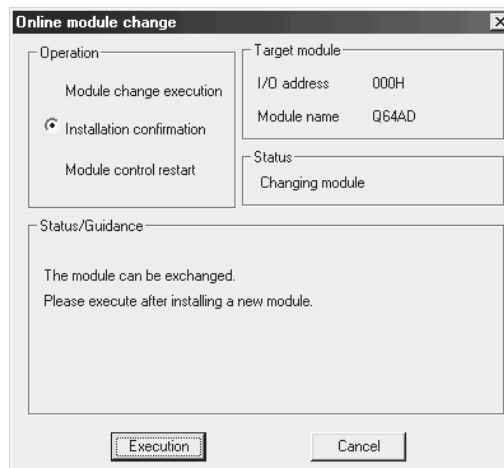 Online module change
Operation
Module change execution
Installation confirmation
Module control restart
Target module
I/O address 000H
Module name Q64AD
Status
Changing module
Status/Guidance
The module can be exchanged.
Please execute after installing a new module.
Execution
Cancel